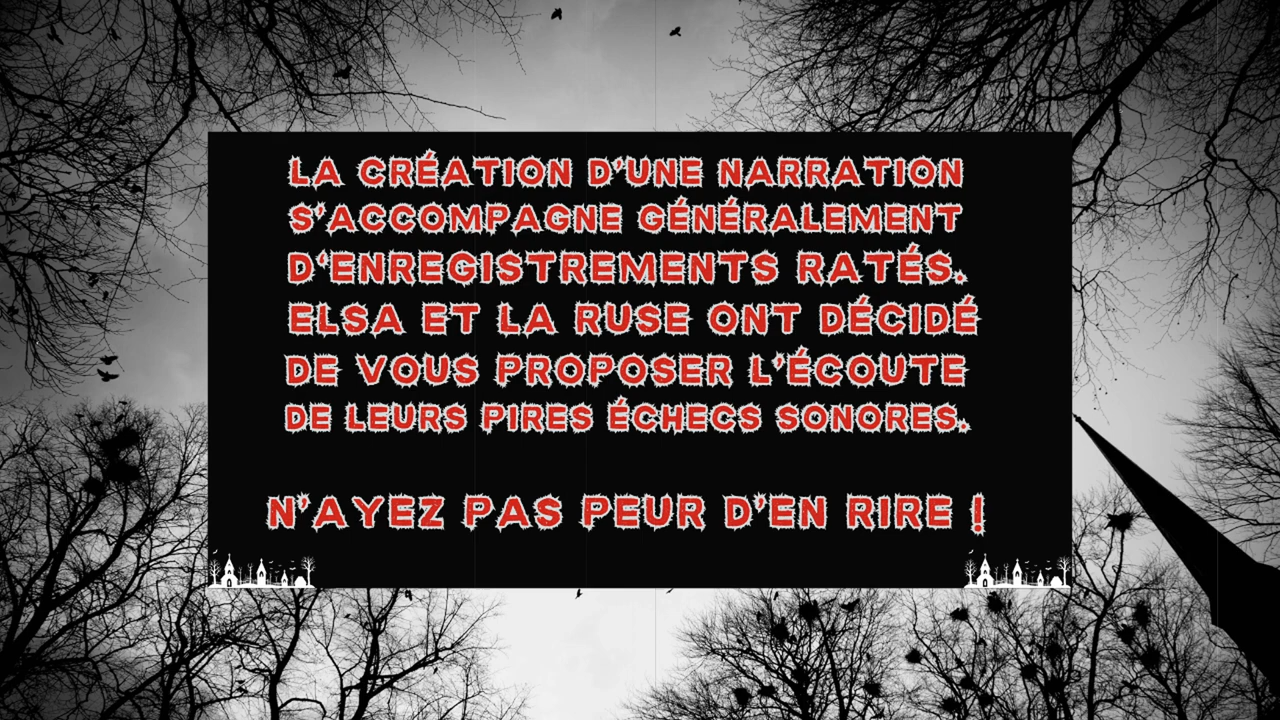 LA CRÉATION D'UNE NARRATION
S'ACCOMPAGNE GÉNÉRALEMENT
D'ENREGISTREMENTS RATÉS.
ELSA ET LA RUSE ONT DÉCIDÉ
DE VOUS PROPOSER L'ÉCOUTE
DE LEURS PIRES ÉCHECS SONORES.
N'AYEZ PAS PEUR D'EN RIRE !